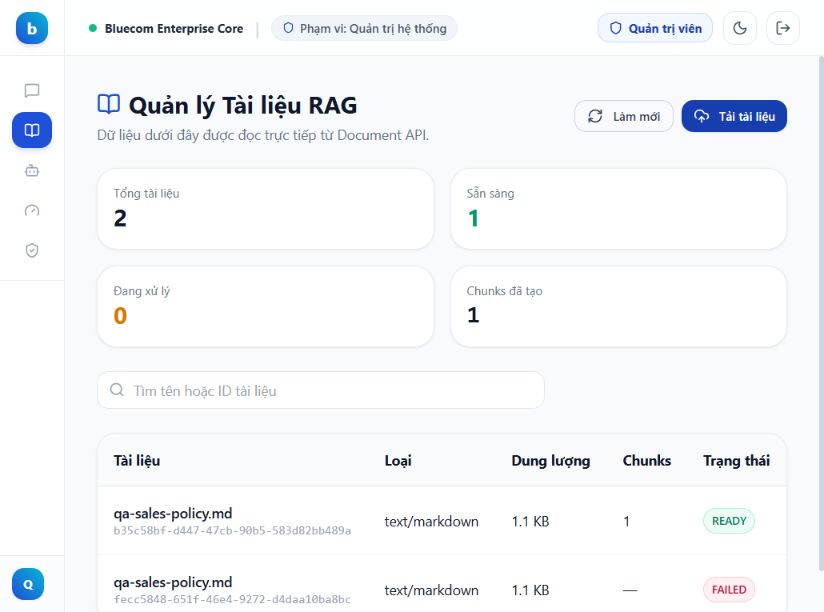 b
Bluecom Enterprise Core
Phạm vi: Quản trị hệ thống
Quản trị viên
Quản lý Tài liệu RAG
Dữ liệu dưới đây được đọc trực tiếp từ Document API.
Làm mới
Tải tài liệu
Tổng tài liệu
2
Sẵn sàng
1
Đang xử lý
0
Chunks đã tạo
1
Tìm tên hoặc ID tài liệu
Tài liệu Loại Dung lượng Chunks Trạng thái
qa-sales-policy.md
b35c58bf-d447-47cb-90b5-583d82bb489a
text/markdown 1.1 KB 1 READY
qa-sales-policy.md
fecc5848-651f-46e4-9272-d4daa10ba8bc
text/markdown 1.1 KB — FAILED
Q